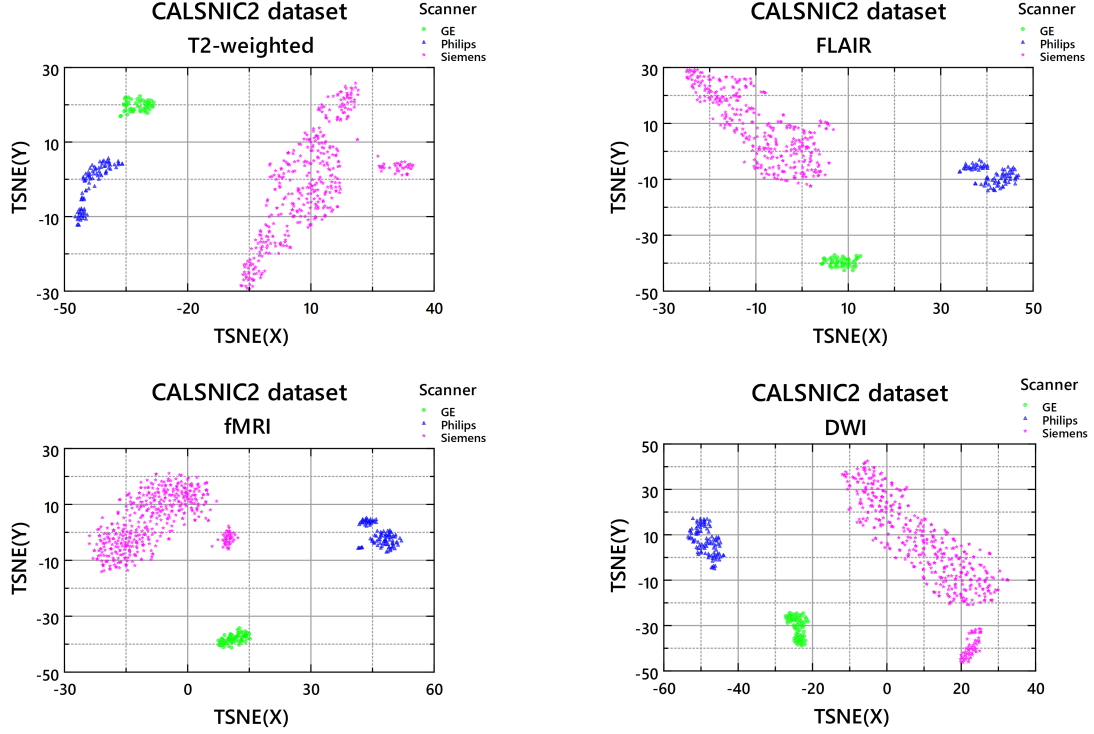 CALSNIC2 dataset
T2-weighted
Scanner
GE
Philips
Siemens
30
10
-10
-30
TSNE(Y)
-50
-20
10
40
TSNE(X)
CALSNIC2 dataset
FLAIR
Scanner
GE
Philips
Siemens
30
10
-10
-30
-50
TSNE(Y)
-30
-10
10
30
50
TSNE(X)
CALSNIC2 dataset
fMRI
Scanner
GE
Philips
Siemens
30
10
-10
-30
-50
TSNE(Y)
-30
0
30
60
TSNE(X)
CALSNIC2 dataset
DWI
Scanner
GE
Philips
Siemens
50
30
10
-10
-30
-50
TSNE(Y)
-60
-40
-20
0
20
40
TSNE(X)